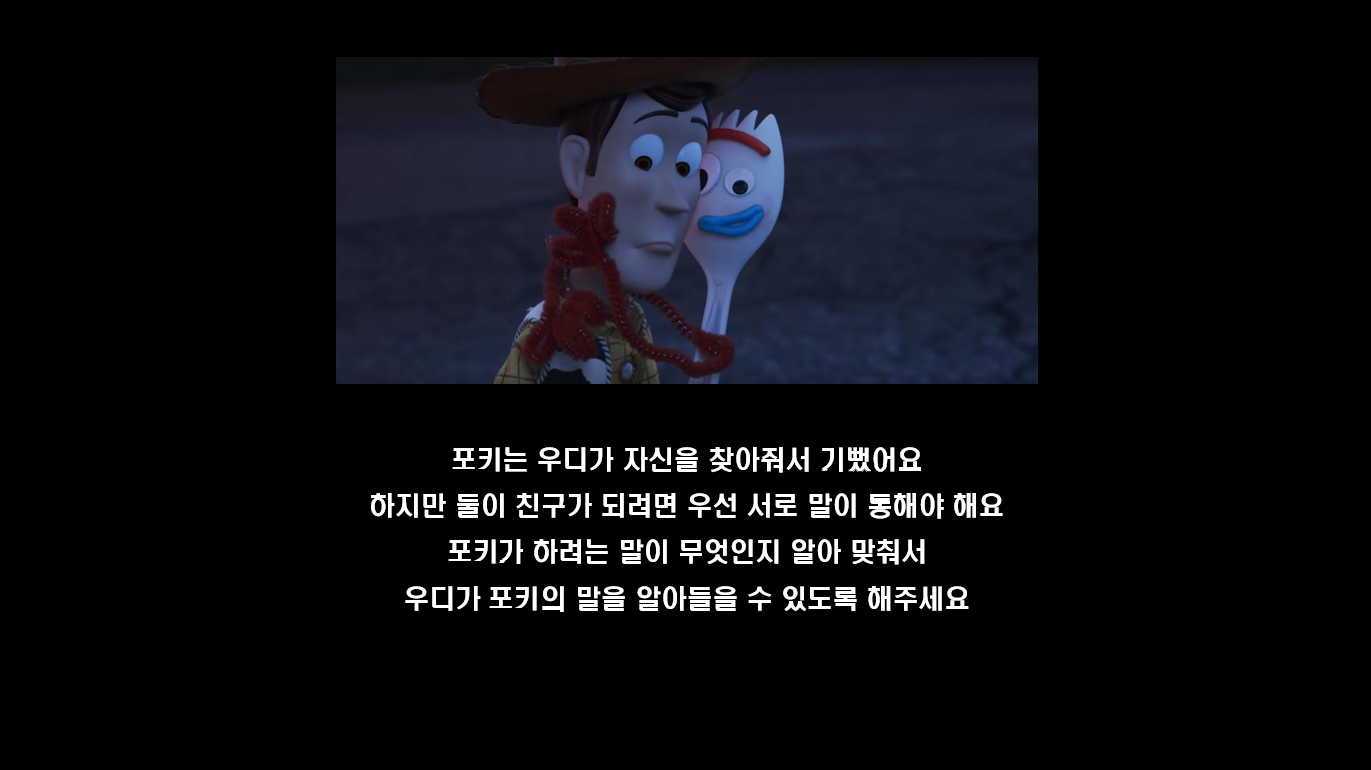 포키는 우디가 자신을 찾아줘서 기뻤어요
하지만 둘이 친구가 되려면 우선 서로 말이 통해야 해요
포키가 하려는 말이 무엇인지 알아 맞춰서
우디가 포키의 말을 알아들을 수 있도록 해주세요